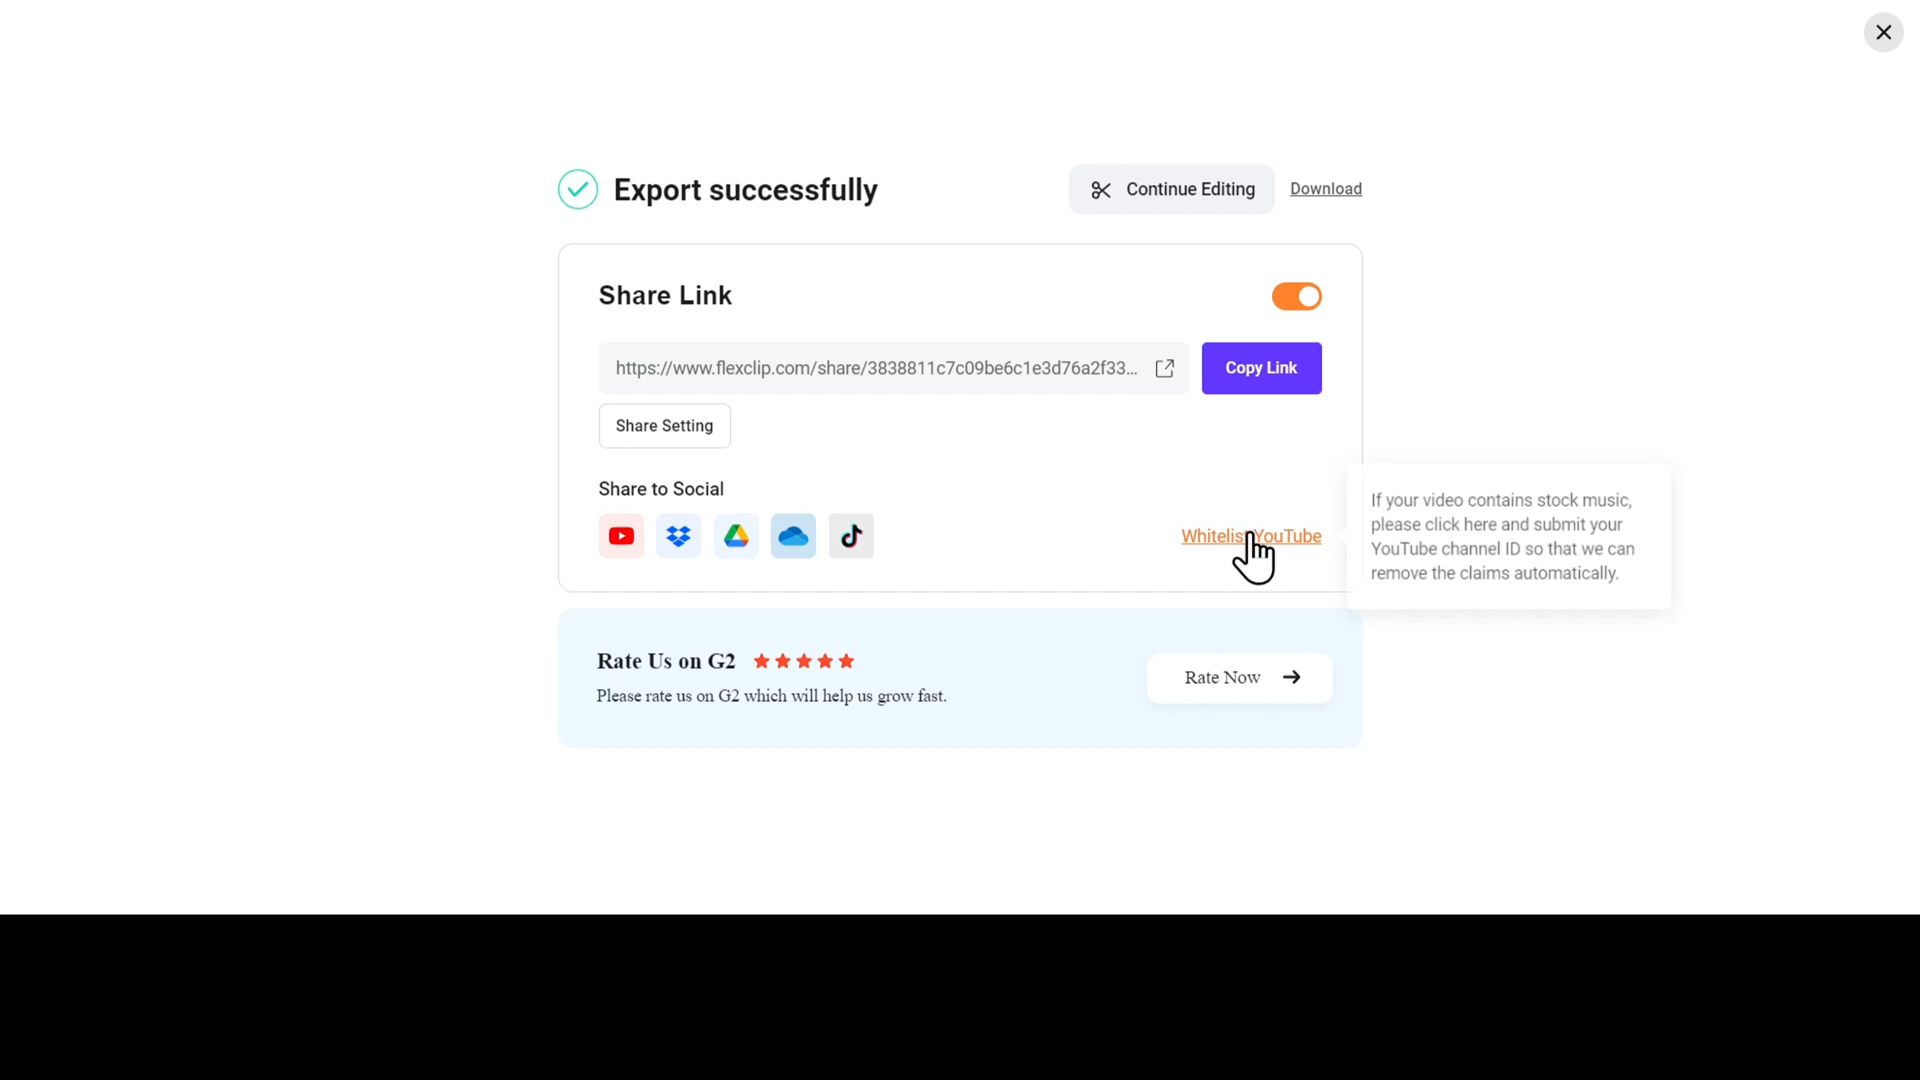 Export successfully
Continue Editing
Download
Share Link
https://www.flexclip.com/share/3838811c7c09be6c1e3d76a2f33...
Copy Link
Share Setting
Share to Social
Whitelist YouTube
If your video contains stock music,
please click here and submit your
YouTube channel ID so that we can
remove the claims automatically.
Rate Us on G2
Please rate us on G2 which will help us grow fast.
Rate Now